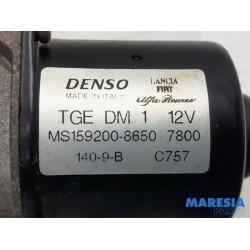 DENSO
MADE IN ITALY
LANCIA
FIAT
Alfa Romeo
TGE DM 1 12V
MS159200-8650 7800
140-9-B C757
MARESIA